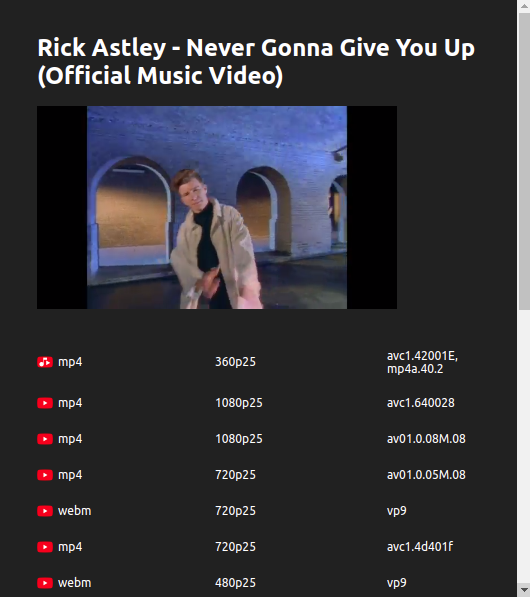 Rick Astley - Never Gonna Give You Up
(Official Music Video)
mp4 360p25 avc1.42001E,
mp4a.40.2
mp4 1080p25 avc1.640028
mp4 1080p25 av01.0.08M.08
mp4 720p25 av01.0.05M.08
webm 720p25 vp9
mp4 720p25 avc1.4d401f
webm 480p25 vp9